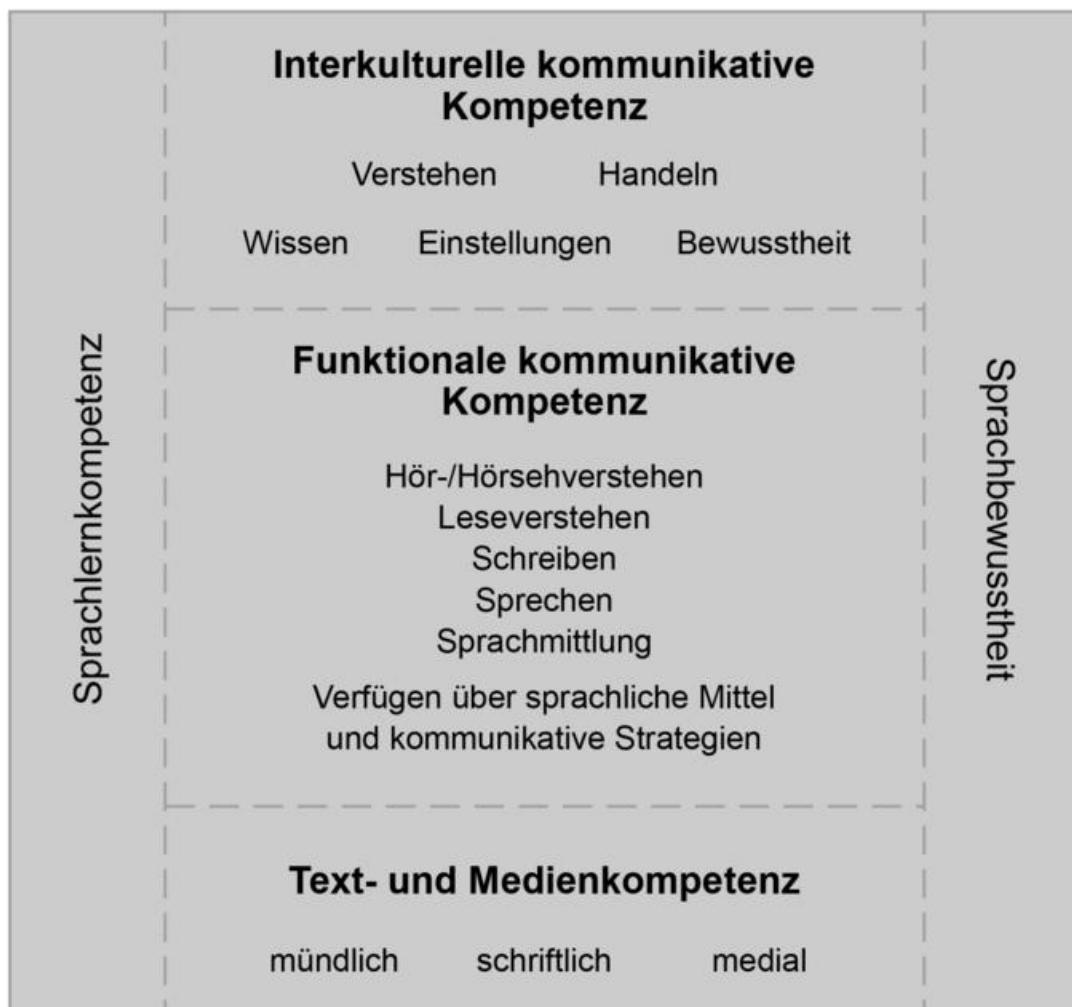 Interkulturelle kommunikative
Kompetenz
Verstehen Handeln
Wissen Einstellungen Bewusstheit
Sprachlernkompetenz
Funktionale kommunikative
Kompetenz
Hör-/Hörsehverstehen
Leseverstehen
Schreiben
Sprechen
Sprachmittlung
Verfügen über sprachliche Mittel
und kommunikative Strategien
Sprachbewusstheit
Text- und Medienkompetenz
mündlich schriftlich medial